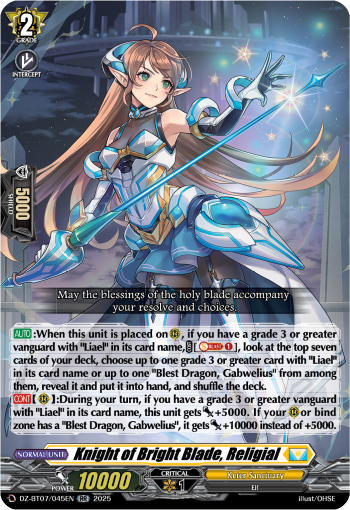 2
GRADE
INTERCEPT
5000
SHIELD
May the blessings of the holy blade accompany
your resolve and choices.
AUTO:When this unit is placed on , if you have a grade 3 or greater
vanguard with "Liael" in its card name, [ SOUL BLAST 1], look at the top seven
cards of your deck, choose up to one grade 3 or greater card with "Liael"
in its card name or up to one "Blest Dragon, Gabwelius" from among
them, reveal it and put it into hand, and shuffle the deck.
CONT :During your turn, if you have a grade 3 or greater vanguard
with "Liael" in its card name, this unit gets +5000. If your or bind
zone has a "Blest Dragon, Gabwelius", it gets +10000 instead of +5000.
NORMAL UNIT
Knight of Bright Blade, Religial
POWER
10000
CRITICAL
1
Keter Sanctuary
Elf
D DZ-BT07/045EN RR 2025
illust/OHSE